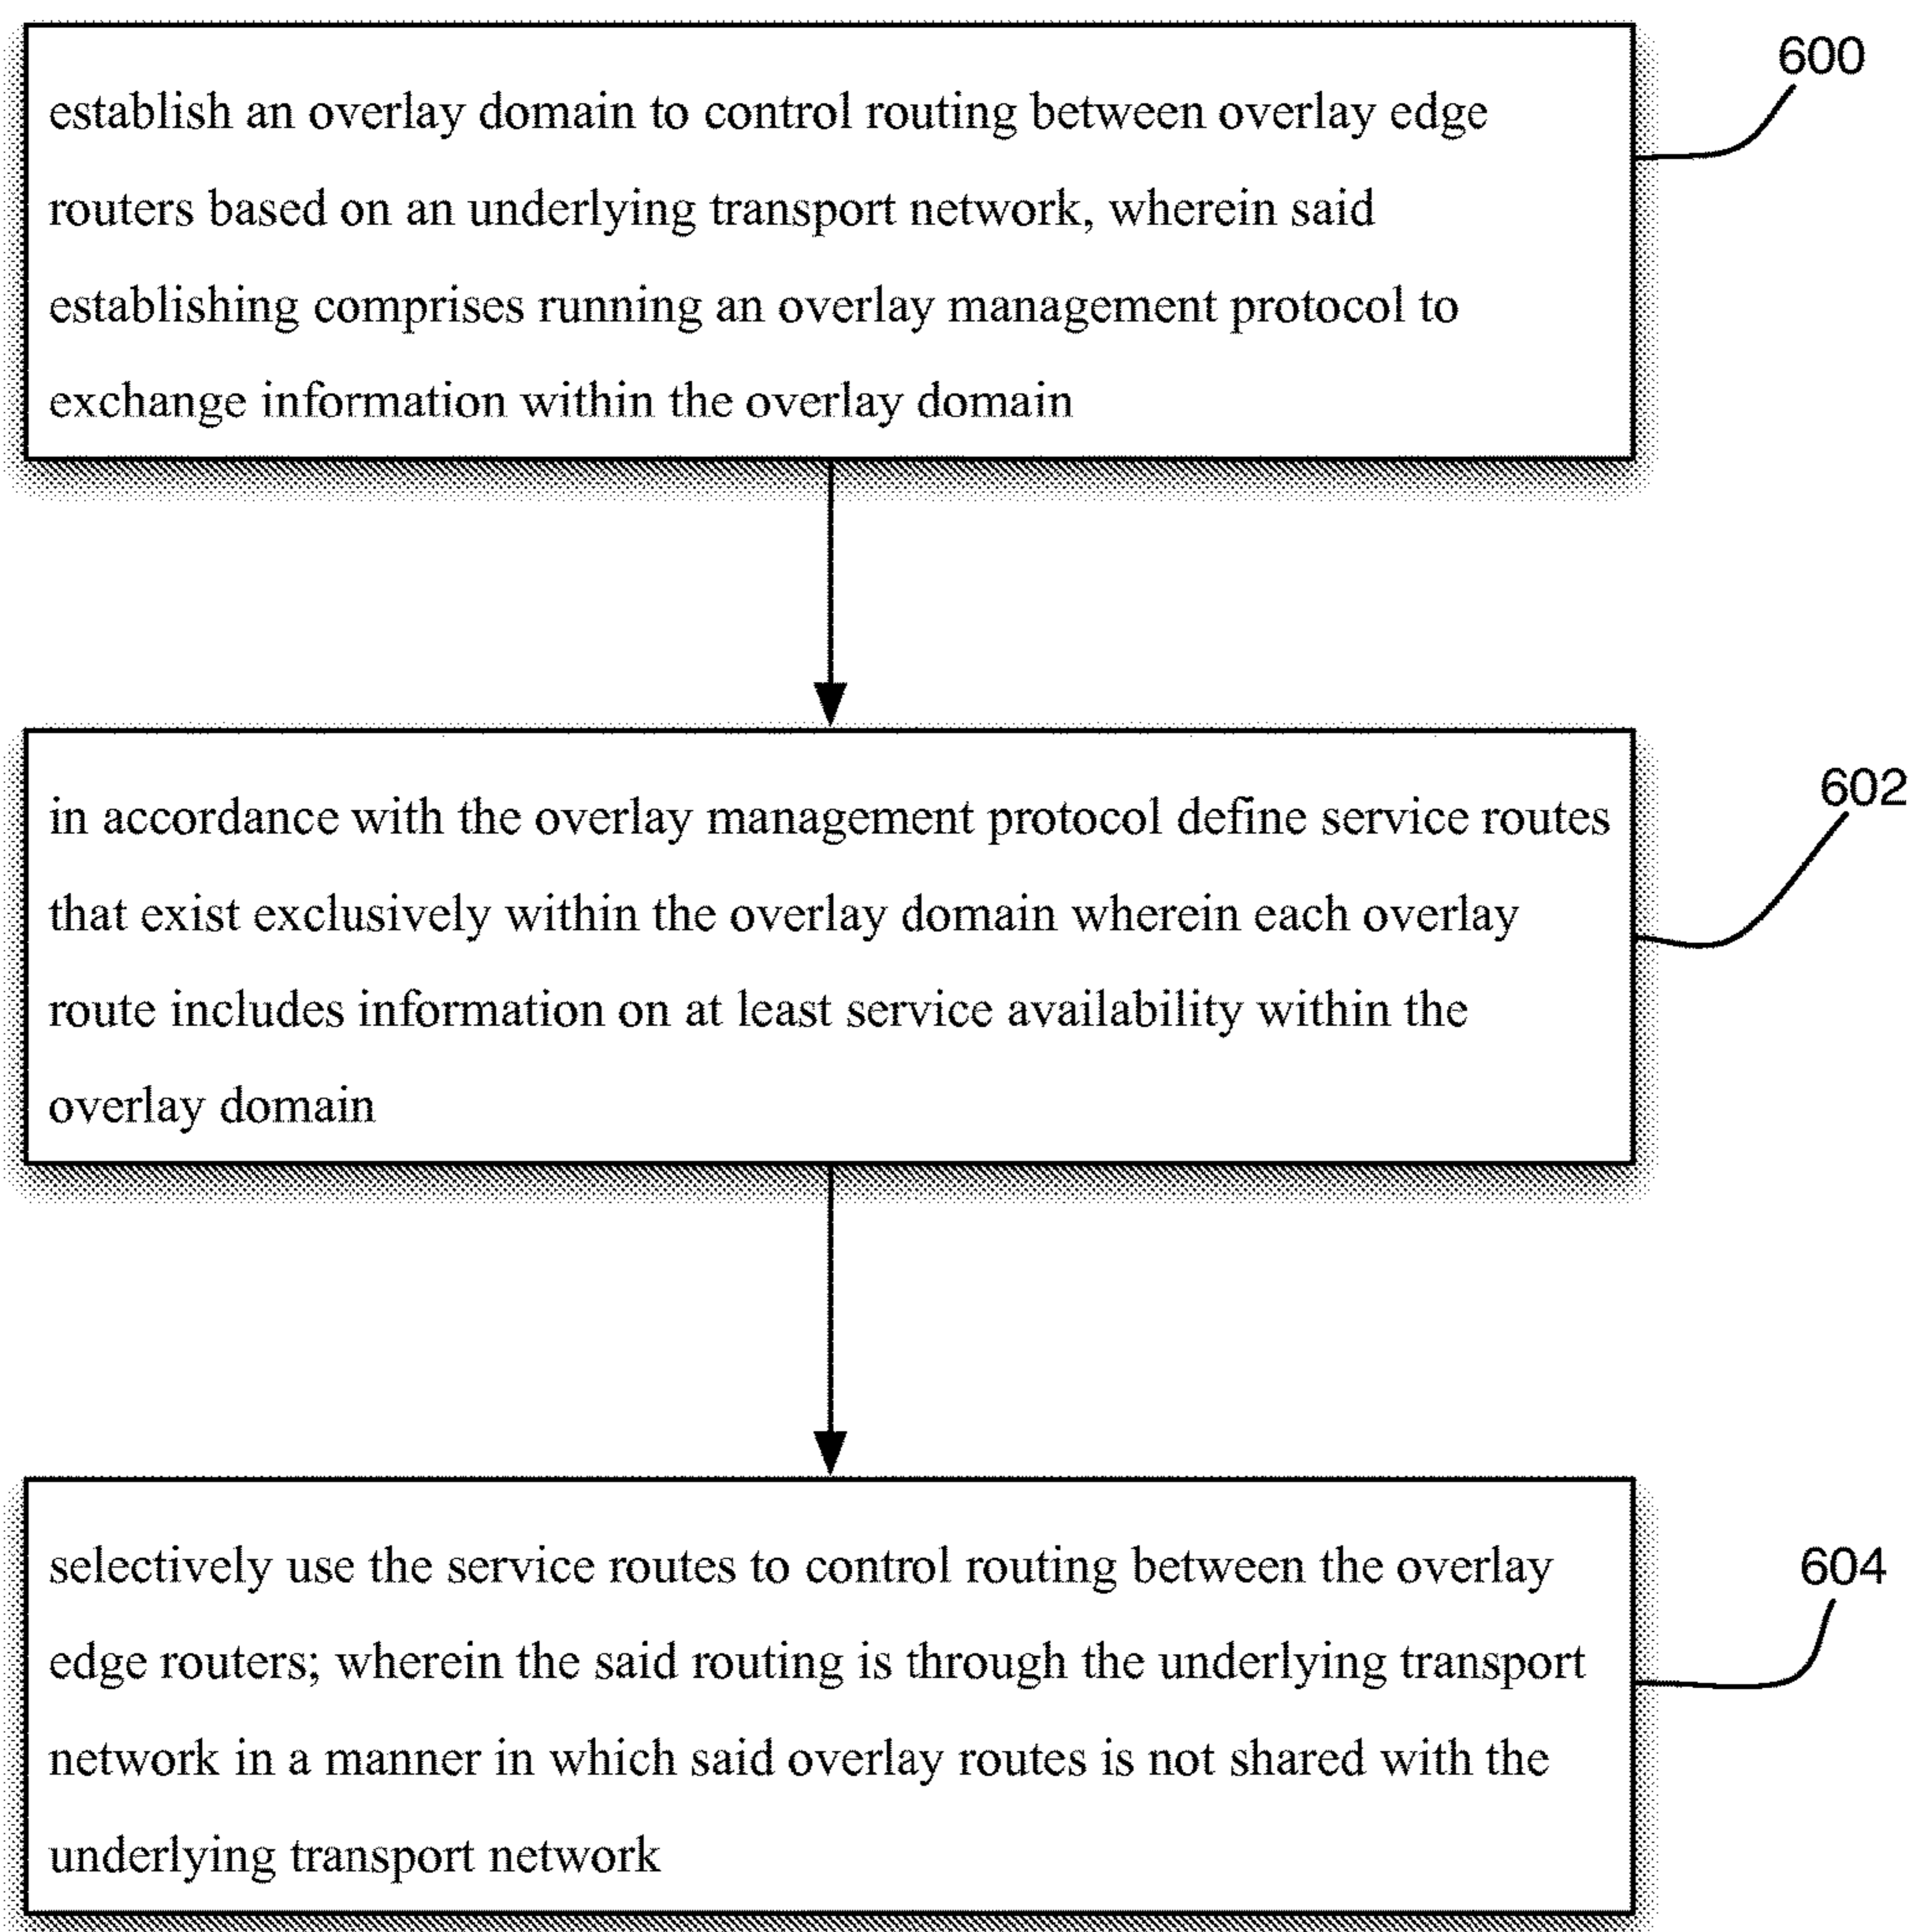 600
establish an overlay domain to control routing between overlay edge
routers based on an underlying transport network, wherein said
establishing comprises running an overlay management protocol to
exchange information within the overlay domain
602
in accordance with the overlay management protocol define service routes
that exist exclusively within the overlay domain wherein each overlay
route includes information on at least service availability within the
overlay domain
604
selectively use the service routes to control routing between the overlay
edge routers; wherein the said routing is through the underlying transport
network in a manner in which said overlay routes is not shared with the
underlying transport network